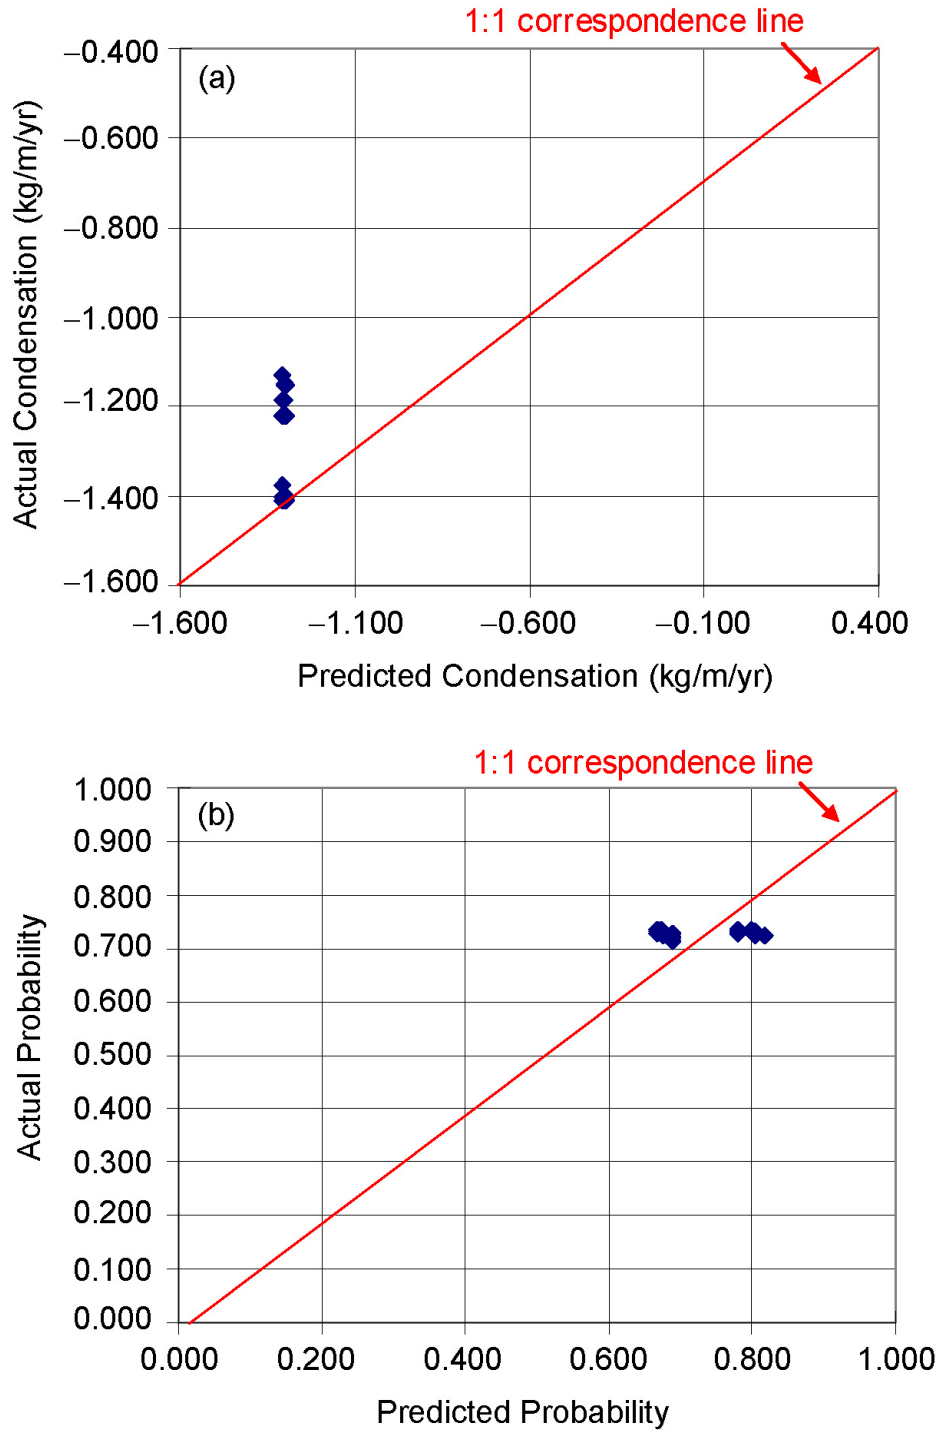 1:1 correspondence line
(a)
Actual Condensation (kg/m/yr)
−0.400
−0.600
−0.800
−1.000
−1.200
−1.400
−1.600
−1.600 −1.100 −0.600 −0.100 0.400
Predicted Condensation (kg/m/yr)
1:1 correspondence line
(b)
Actual Probability
1.000
0.900
0.800
0.700
0.600
0.500
0.400
0.300
0.200
0.100
0.000
0.000 0.200 0.400 0.600 0.800 1.000
Predicted Probability